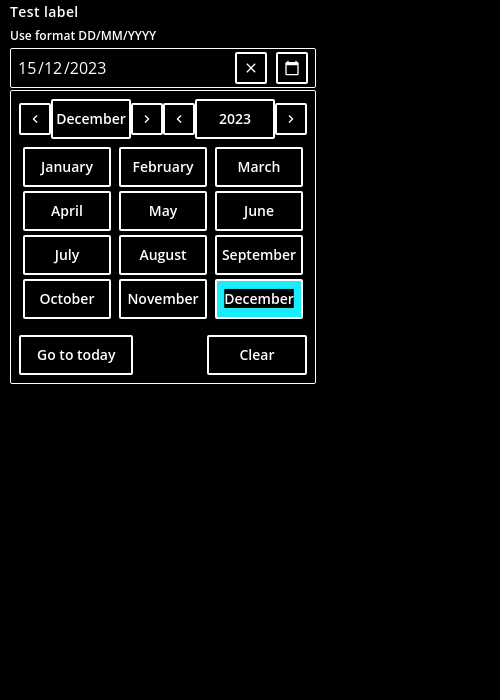 Test label
Use format DD/MM/YYYY
15/12/2023
December 2023
January February March
April May June
July August September
October November December
Go to today Clear